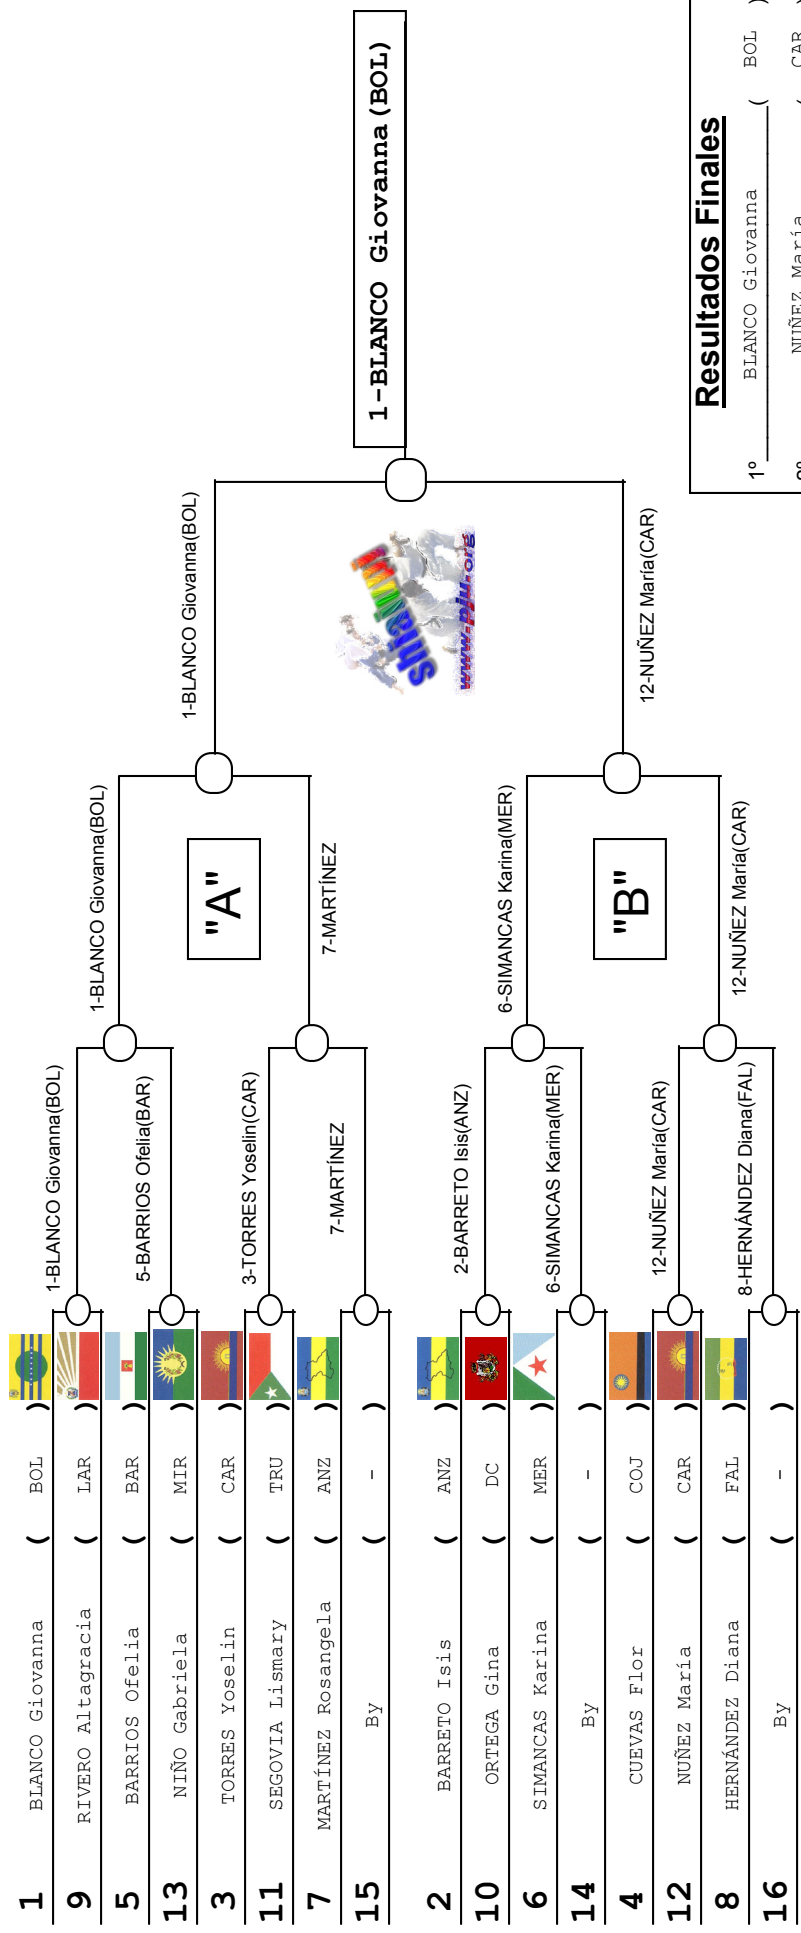 1 BLANCO Giovanna ( BOL )
9 RIVERO Altagracia ( LAR )
5 BARRIOS Ofelia ( BAR )
13 NIÑO Gabriela ( MIR )
3 TORRES Yoselin ( CAR )
11 SEGOVIA Lismary ( TRU )
7 MARTÍNEZ Rosangela ( ANZ )
15 By ( - )
2 BARRETO Isis ( ANZ )
10 ORTEGA Gina ( DC )
6 SIMANCAS Karina ( MER )
14 By ( - )
4 CUEVAS Flor ( COJ )
12 NUÑEZ María ( CAR )
8 HERNÁNDEZ Diana ( FAL )
16 By ( - )
1-BLANCO Giovanna(BOL)
5-BARRIOS Ofelia(BAR)
3-TORRES Yoselin(CAR)
7-MARTÍNEZ
2-BARRETO Isis(ANZ)
6-SIMANCAS Karina(MER)
12-NUÑEZ María(CAR)
8-HERNÁNDEZ Diana(FAL)
1-BLANCO Giovanna(BOL)
"A"
7-MARTÍNEZ
6-SIMANCAS Karina(MER)
"B"
12-NUÑEZ María(CAR)
1-BLANCO Giovanna(BOL)
www.pju.org
12-NUÑEZ María(CAR)
1-BLANCO Giovanna(BOL)
Resultados Finales
1º BLANCO Giovanna ( BOL )
2º NUÑEZ María ( CAR )